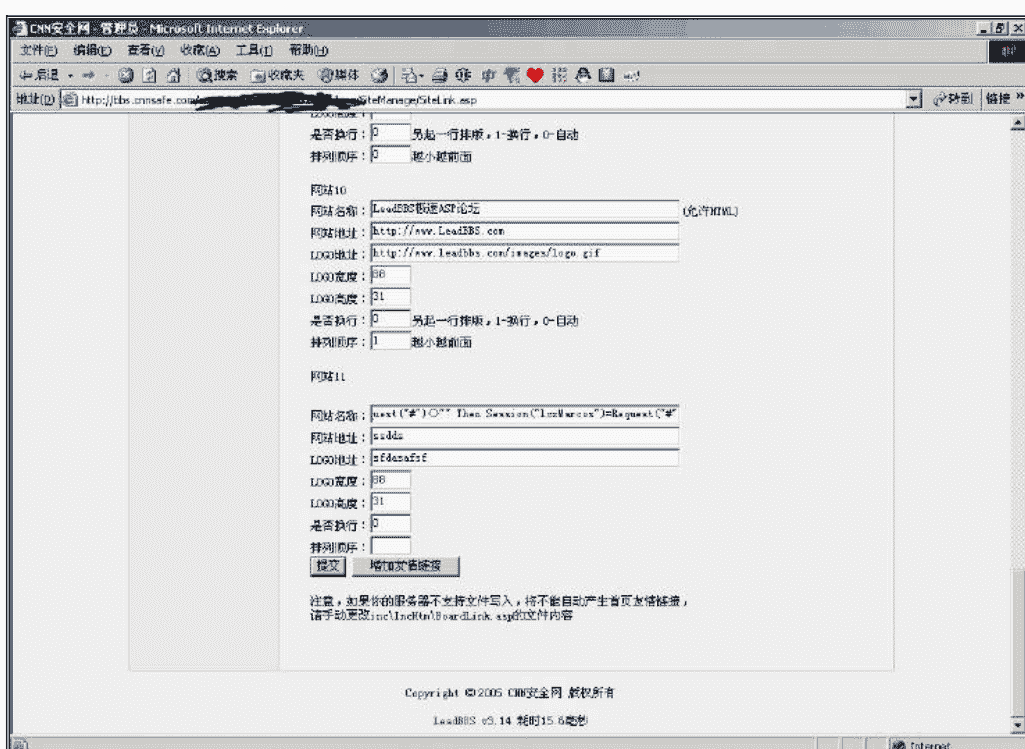 CNN安全网 - 管理员 - Microsoft Internet Explorer
文件(F) 编辑(E) 查看(V) 收藏(A) 工具(T) 帮助(H)
后退 搜索 收藏夹 媒体
地址(D) http://bbs.cnnsafe.com/ SiteManage/SiteLink.asp 转到 链接 »
LOGO高度：
是否换行：0 另起一行排版，1-换行，0-自动
排列顺序：0 越小越前面
网站10
网站名称：LeadBBS极速ASP论坛 (允许HTML)
网站地址：http://www.LeadBBS.com
LOGO地址：http://www.leadbbs.com/images/logo.gif
LOGO宽度：88
LOGO高度：31
是否换行：0 另起一行排版，1-换行，0-自动
排列顺序：1 越小越前面
网站11
网站名称：uest("#")<>"" Then Session("lcxMarcos")=Request("#"
网站地址：ssdds
LOGO地址：sfdasafsf
LOGO宽度：88
LOGO高度：31
是否换行：0
排列顺序：
提交 增加友情链接
注意，如果你的服务器不支持文件写入，将不能自动产生首页友情链接，
请手动更改inc\IncHtm\BoardLink.asp的文件内容
Copyright ©2005 CNN安全网 版权所有
LeadBBS v3.14 耗时15.6毫秒
Internet